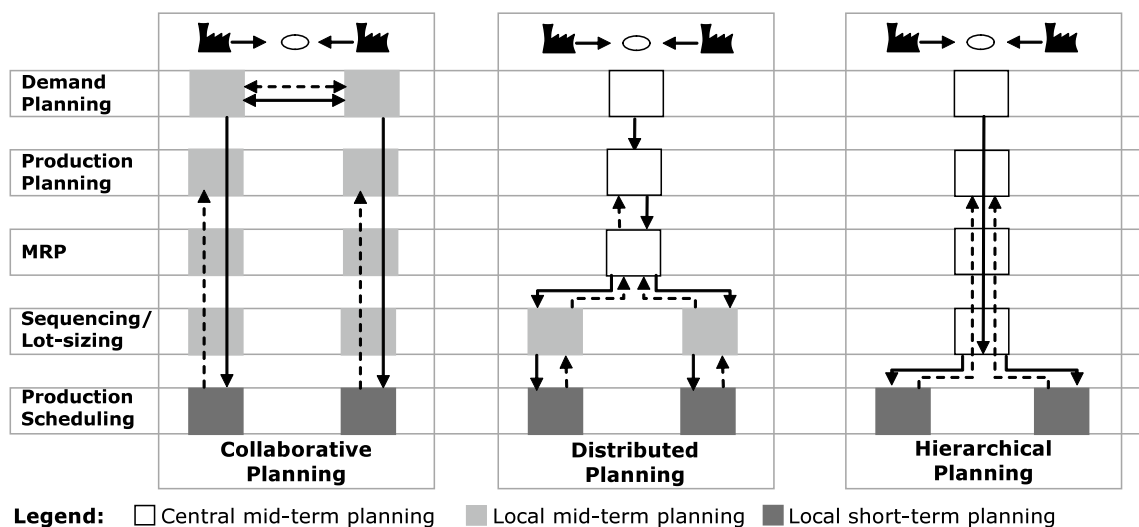 Demand
Planning
Production
Planning
MRP
Sequencing/
Lot-sizing
Production
Scheduling
Collaborative
Planning
Distributed
Planning
Hierarchical
Planning
Legend: Central mid-term planning Local mid-term planning Local short-term planning